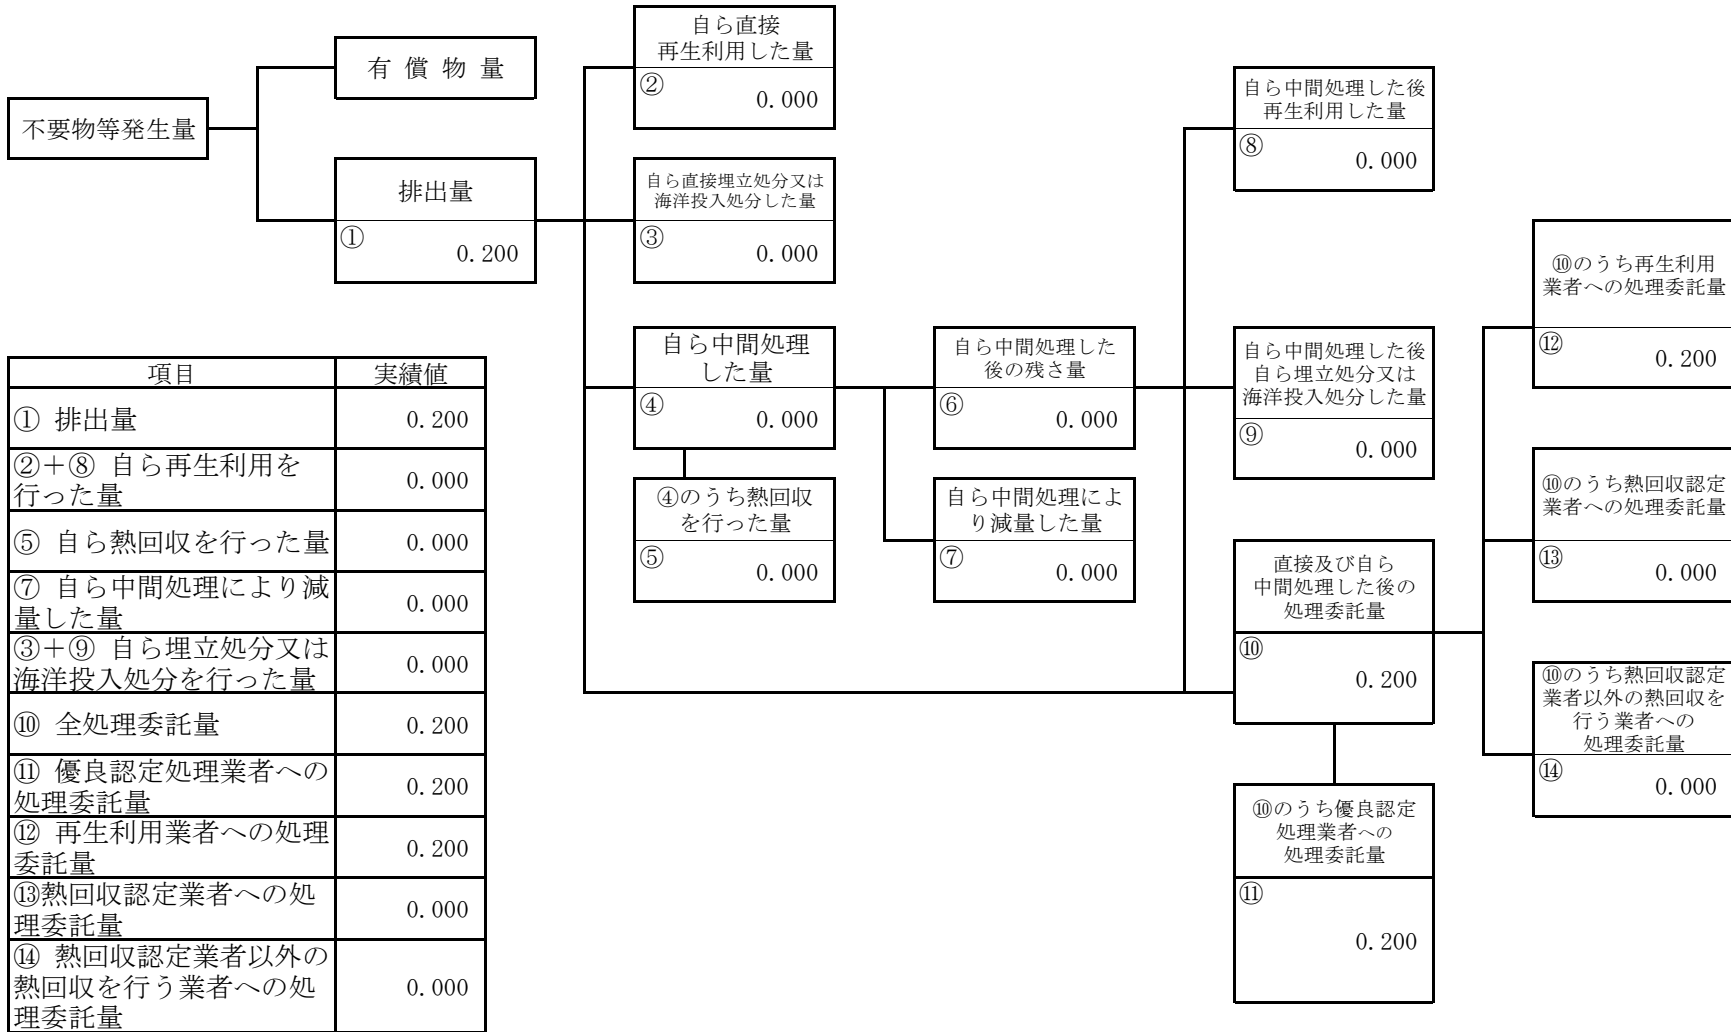 不要物等発生量
有 償 物 量
排出量
①
0.200
自ら直接
再生利用した量
②
0.000
自ら直接埋立処分又は
海洋投入処分した量
③
0.000
自ら中間処理
した量
④
0.000
④のうち熱回収
を行った量
⑤
0.000
自ら中間処理した
後の残さ量
⑥
0.000
自ら中間処理によ
り減量した量
⑦
0.000
自ら中間処理した後
再生利用した量
⑧
0.000
自ら中間処理した後
自ら埋立処分又は
海洋投入処分した量
⑨
0.000
直接及び自ら
中間処理した後の
処理委託量
⑩
0.200
⑩のうち優良認定
処理業者への
処理委託量
⑪
0.200
⑩のうち再生利用
業者への処理委託量
⑫
0.200
⑩のうち熱回収認定
業者への処理委託量
⑬
0.000
⑩のうち熱回収認定
業者以外の熱回収を
行う業者への
処理委託量
⑭
0.000
項目 実績値
① 排出量 0.200
②+⑧ 自ら再生利用を
行った量 0.000
⑤ 自ら熱回収を行った量 0.000
⑦ 自ら中間処理により減
量した量 0.000
③+⑨ 自ら埋立処分又は
海洋投入処分を行った量 0.000
⑩ 全処理委託量 0.200
⑪ 優良認定処理業者への
処理委託量 0.200
⑫ 再生利用業者への処理
委託量 0.200
⑬熱回収認定業者への処
理委託量 0.000
⑭ 熱回収認定業者以外の
熱回収を行う業者への処
理委託量 0.000